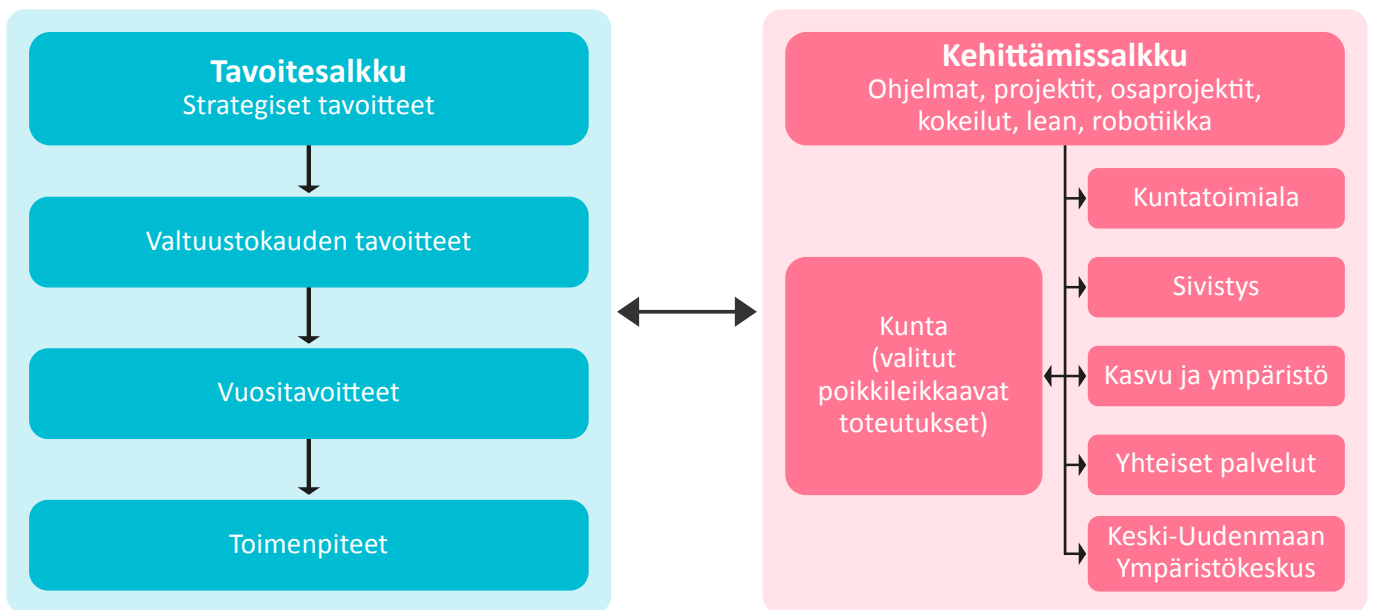 Tavoitesalkku
Strategiset tavoitteet
Valtuustokauden tavoitteet
Vuositavoitteet
Toimenpiteet
Kehittämissalkku
Ohjelmat, projektit, osaprojektit,
kokeilut, lean, robotiikka
Kunta
(valitut
poikkileikkaavat
toteutukset)
Kuntatoimiala
Sivistys
Kasvu ja ympäristö
Yhteiset palvelut
Keski-Uudenmaan
Ympäristökeskus